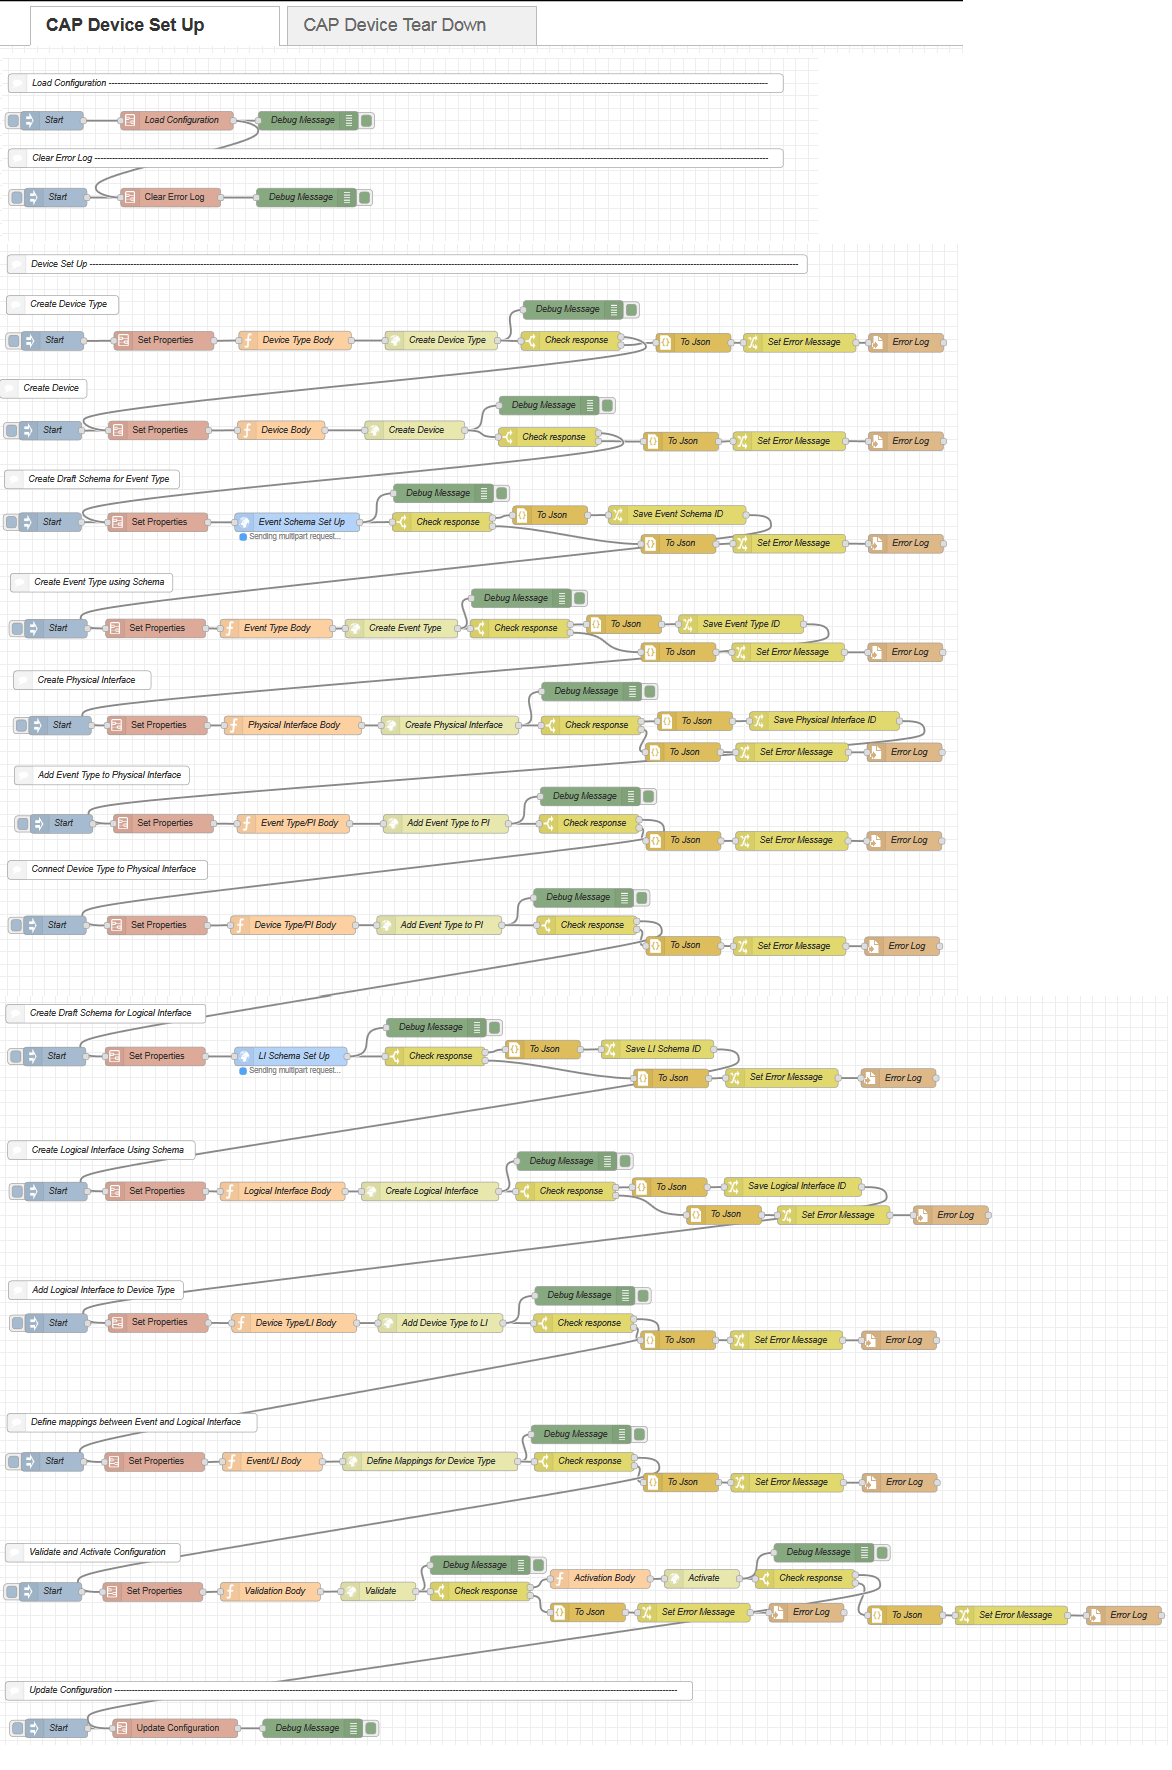 CAP Device Set Up
CAP Device Tear Down
Load Configuration ----------------------------------------
Start Load Configuration Debug Message
Clear Error Log ----------------------------------------
Start Clear Error Log Debug Message
Device Set Up ----------------------------------------
Create Device Type
Debug Message
Start Set Properties Device Type Body Create Device Type Check response To Json Set Error Message Error Log
Create Device
Debug Message
Start Set Properties Device Body Create Device Check response To Json Set Error Message Error Log
Create Draft Schema for Event Type
Debug Message
Start Set Properties Event Schema Set Up Check response To Json Save Event Schema ID
Sending multipart request...
To Json Set Error Message Error Log
Create Event Type using Schema
Debug Message
Start Set Properties Event Type Body Create Event Type Check response To Json Save Event Type ID
To Json Set Error Message Error Log
Create Physical Interface
Debug Message
Start Set Properties Physical Interface Body Create Physical Interface Check response To Json Save Physical Interface ID
To Json Set Error Message Error Log
Add Event Type to Physical Interface
Debug Message
Start Set Properties Event Type/PI Body Add Event Type to PI Check response
To Json Set Error Message Error Log
Connect Device Type to Physical Interface
Debug Message
Start Set Properties Device Type/PI Body Add Event Type to PI Check response
To Json Set Error Message Error Log
Create Draft Schema for Logical Interface
Debug Message
Start Set Properties LI Schema Set Up Check response To Json Save LI Schema ID
Sending multipart request...
To Json Set Error Message Error Log
Create Logical Interface Using Schema
Debug Message
Start Set Properties Logical Interface Body Create Logical Interface Check response To Json Save Logical Interface ID
To Json Set Error Message Error Log
Add Logical Interface to Device Type
Debug Message
Start Set Properties Device Type/LI Body Add Device Type to LI Check response
To Json Set Error Message Error Log
Define mappings between Event and Logical Interface
Debug Message
Start Set Properties Event/LI Body Define Mappings for Device Type Check response
To Json Set Error Message Error Log
Validate and Activate Configuration
Debug Message
Debug Message
Start Set Properties Validation Body Validate Check response Activation Body Activate Check response
To Json Set Error Message Error Log To Json Set Error Message Error Log
Update Configuration ----------------------------------------
Start Update Configuration Debug Message